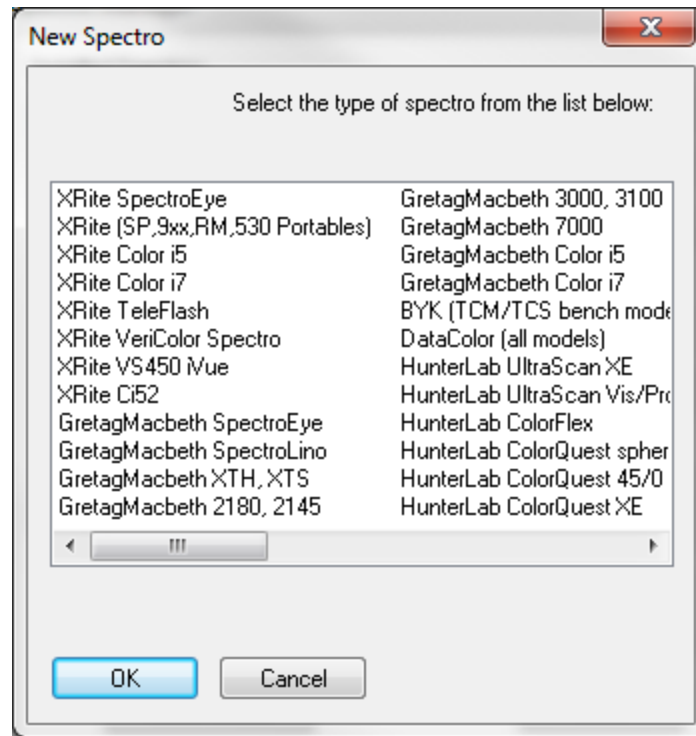 New Spectro
Select the type of spectro from the list below:
XRite SpectroEye
XRite (SP,9xx,RM,530 Portables)
XRite Color i5
XRite Color i7
XRite TeleFlash
XRite VeriColor Spectro
XRite VS450 iVue
XRite Ci52
GretagMacbeth SpectroEye
GretagMacbeth SpectroLino
GretagMacbeth XTH, XTS
GretagMacbeth 2180, 2145
GretagMacbeth 3000, 3100
GretagMacbeth 7000
GretagMacbeth Color i5
GretagMacbeth Color i7
BYK (TCM/TCS bench mode
DataColor (all models)
HunterLab UltraScan XE
HunterLab UltraScan Vis/Pro
HunterLab ColorFlex
HunterLab ColorQuest spher
HunterLab ColorQuest 45/0
HunterLab ColorQuest XE
OK
Cancel